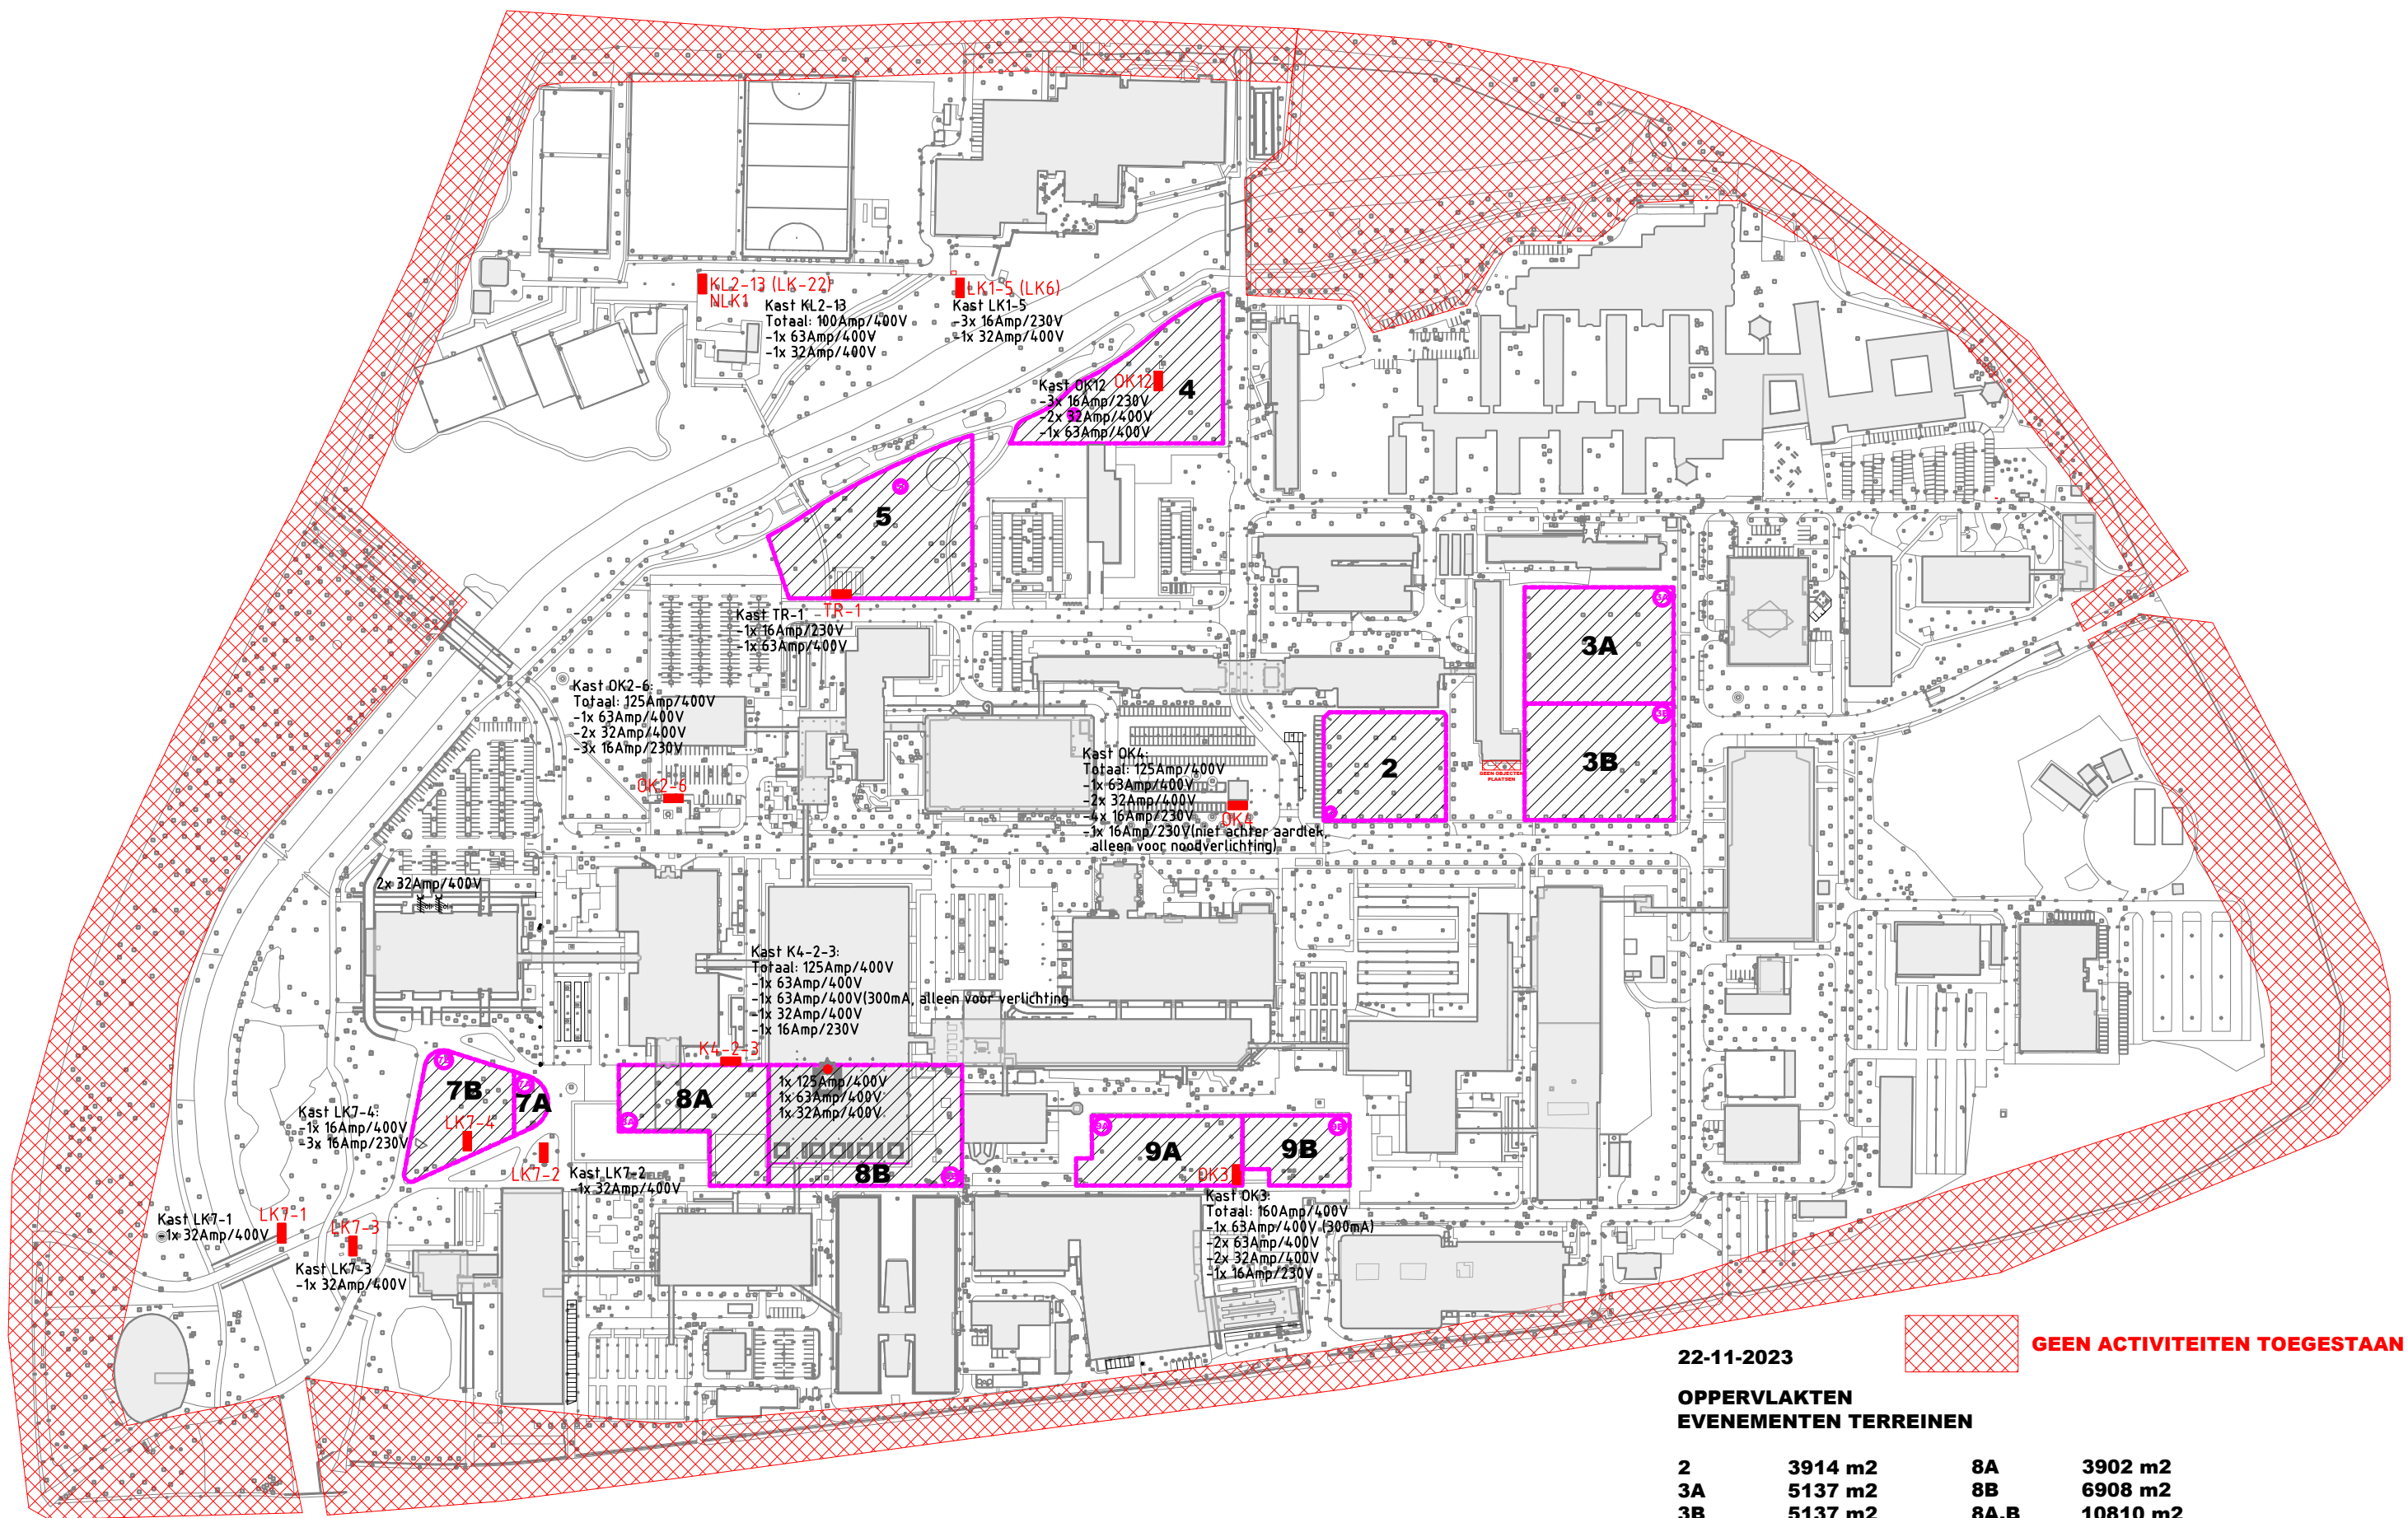 KL2-13 (LK-22)
NLK1
Kast KL2-13
Totaal: 100Amp/400V
-1x 63Amp/400V
-1x 32Amp/400V
LK1-5 (LK6)
Kast LK1-5
-3x 16Amp/230V
-1x 32Amp/400V
Kast OK12
-3x 16Amp/230V
-2x 32Amp/400V
-1x 63Amp/400V
OK12
4
5
TR-1
Kast TR-1
-1x 16Amp/230V
-1x 63Amp/400V
3A
3A
3B
3B
2
GEEN OBJECTEN
PLAATSEN
Kast OK2-6:
Totaal: 125Amp/400V
-1x 63Amp/400V
-2x 32Amp/400V
-3x 16Amp/230V
OK2-6
Kast OK4:
Totaal: 125Amp/400V
-1x 63Amp/400V
-2x 32Amp/400V
-4x 16Amp/230V
-1x 16Amp/230V(niet achter aardlek,
alleen voor noodverlichting)
OK4
2x 32Amp/400V
Kast K4-2-3:
Totaal: 125Amp/400V
-1x 63Amp/400V
-1x 63Amp/400V(300mA, alleen voor verlichting
-1x 32Amp/400V
-1x 16Amp/230V
K4-2-3
1x 125Amp/400V
1x 63Amp/400V
1x 32Amp/400V
8A
8B
7B
7A
Kast LK7-4:
-1x 16Amp/400V
-3x 16Amp/230V
LK7-4
LK7-2
Kast LK7-2
-1x 32Amp/400V
Kast LK7-1
-1x 32Amp/400V
LK7-1
LK7-3
Kast LK7-3
-1x 32Amp/400V
9A
9B
OK3
Kast OK3:
Totaal: 160Amp/400V
-1x 63Amp/400V (300mA)
-2x 63Amp/400V
-2x 32Amp/400V
-1x 16Amp/230V
GEEN ACTIVITEITEN TOEGESTAAN
22-11-2023
OPPERVLAKTEN
EVENEMENTEN TERREINEN
2 3914 m2 8A 3902 m2
3A 5137 m2 8B 6908 m2
3B 5137 m2 8A,B 10810 m2